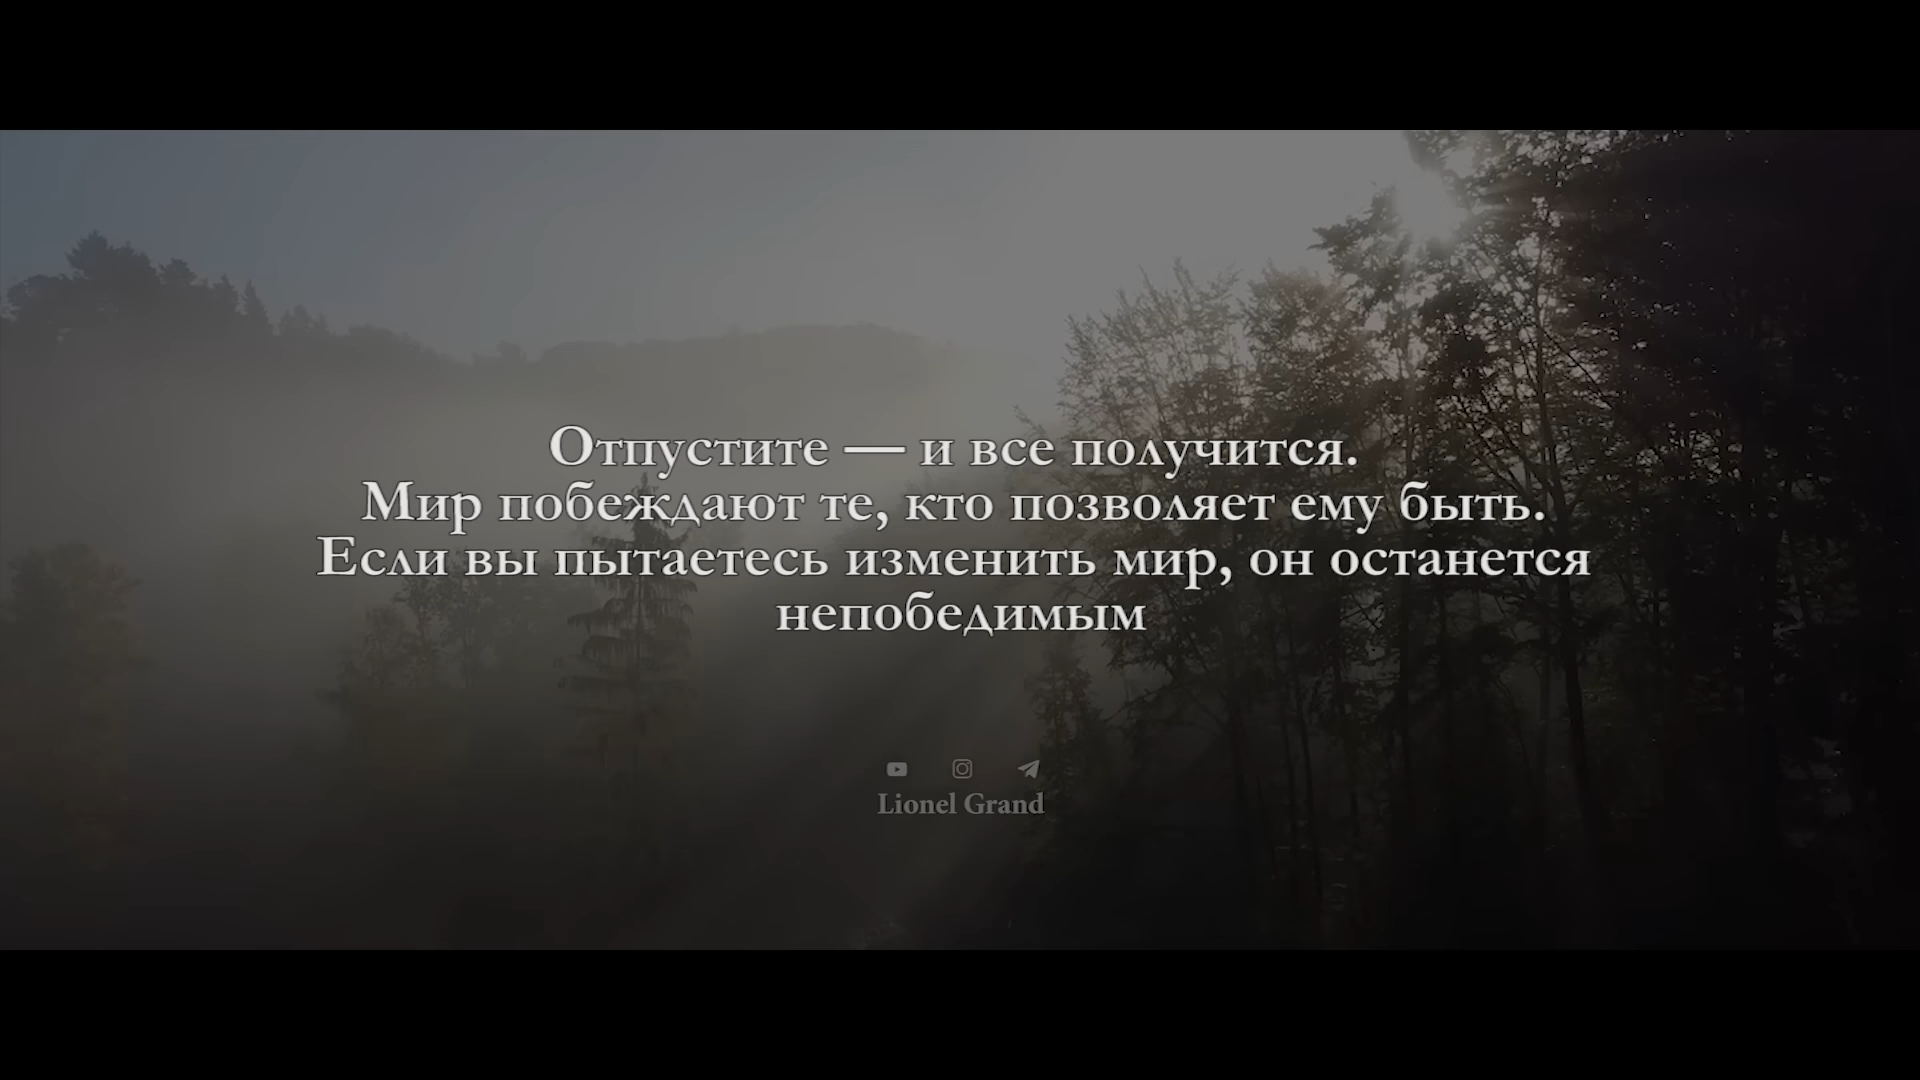 Отпустите — и все получится.
Мир побеждают те, кто позволяет ему быть.
Если вы пытаетесь изменить мир, он останется
непобедимым
Lionel Grand